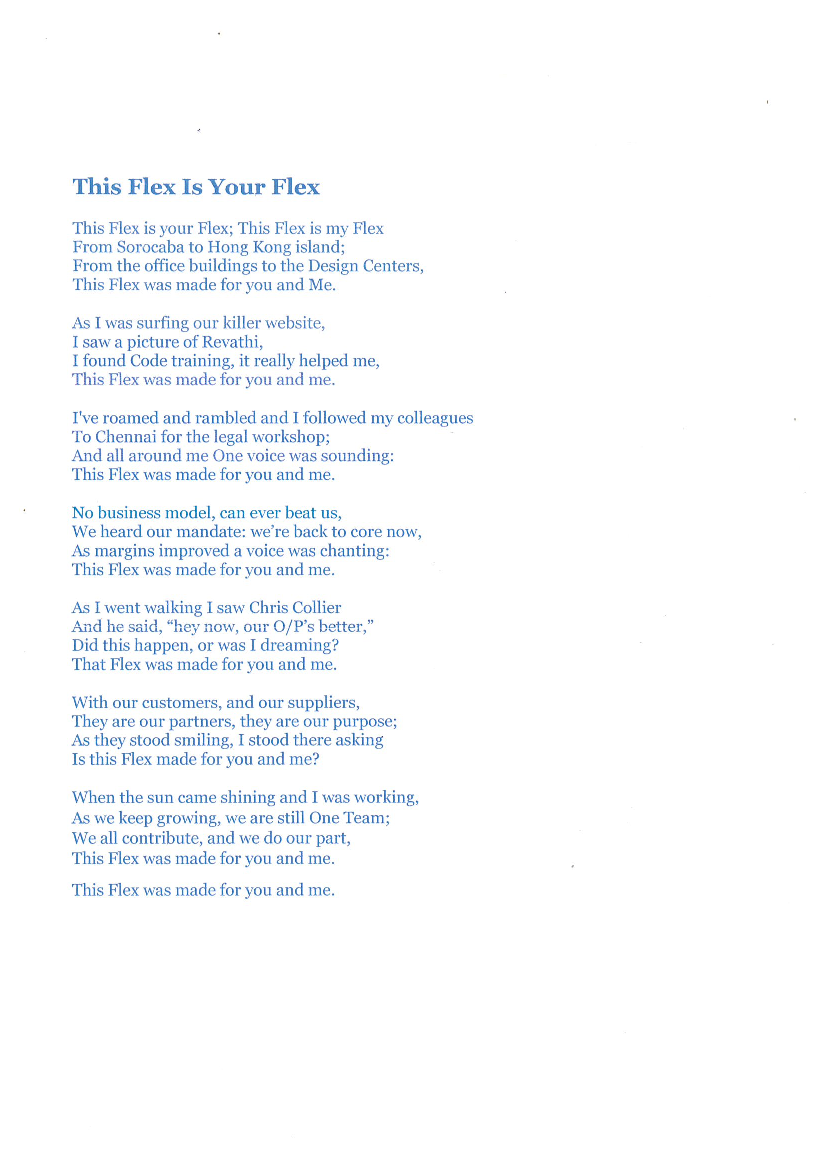 This Flex Is Your Flex
This Flex is your Flex; This Flex is my Flex
From Sorocaba to Hong Kong island;
From the office buildings to the Design Centers,
This Flex was made for you and Me.
As I was surfing our killer website,
I saw a picture of Revathi,
I found Code training, it really helped me,
This Flex was made for you and me.
I've roamed and rambled and I followed my colleagues
To Chennai for the legal workshop;
And all around me One voice was sounding:
This Flex was made for you and me.
No business model, can ever beat us,
We heard our mandate: we’re back to core now,
As margins improved a voice was chanting:
This Flex was made for you and me.
As I went walking I saw Chris Collier
And he said, “hey now, our O/P’s better,”
Did this happen, or was I dreaming?
That Flex was made for you and me.
With our customers, and our suppliers,
They are our partners, they are our purpose;
As they stood smiling, I stood there asking
Is this Flex made for you and me?
When the sun came shining and I was working,
As we keep growing, we are still One Team;
We all contribute, and we do our part,
This Flex was made for you and me.
This Flex was made for you and me.